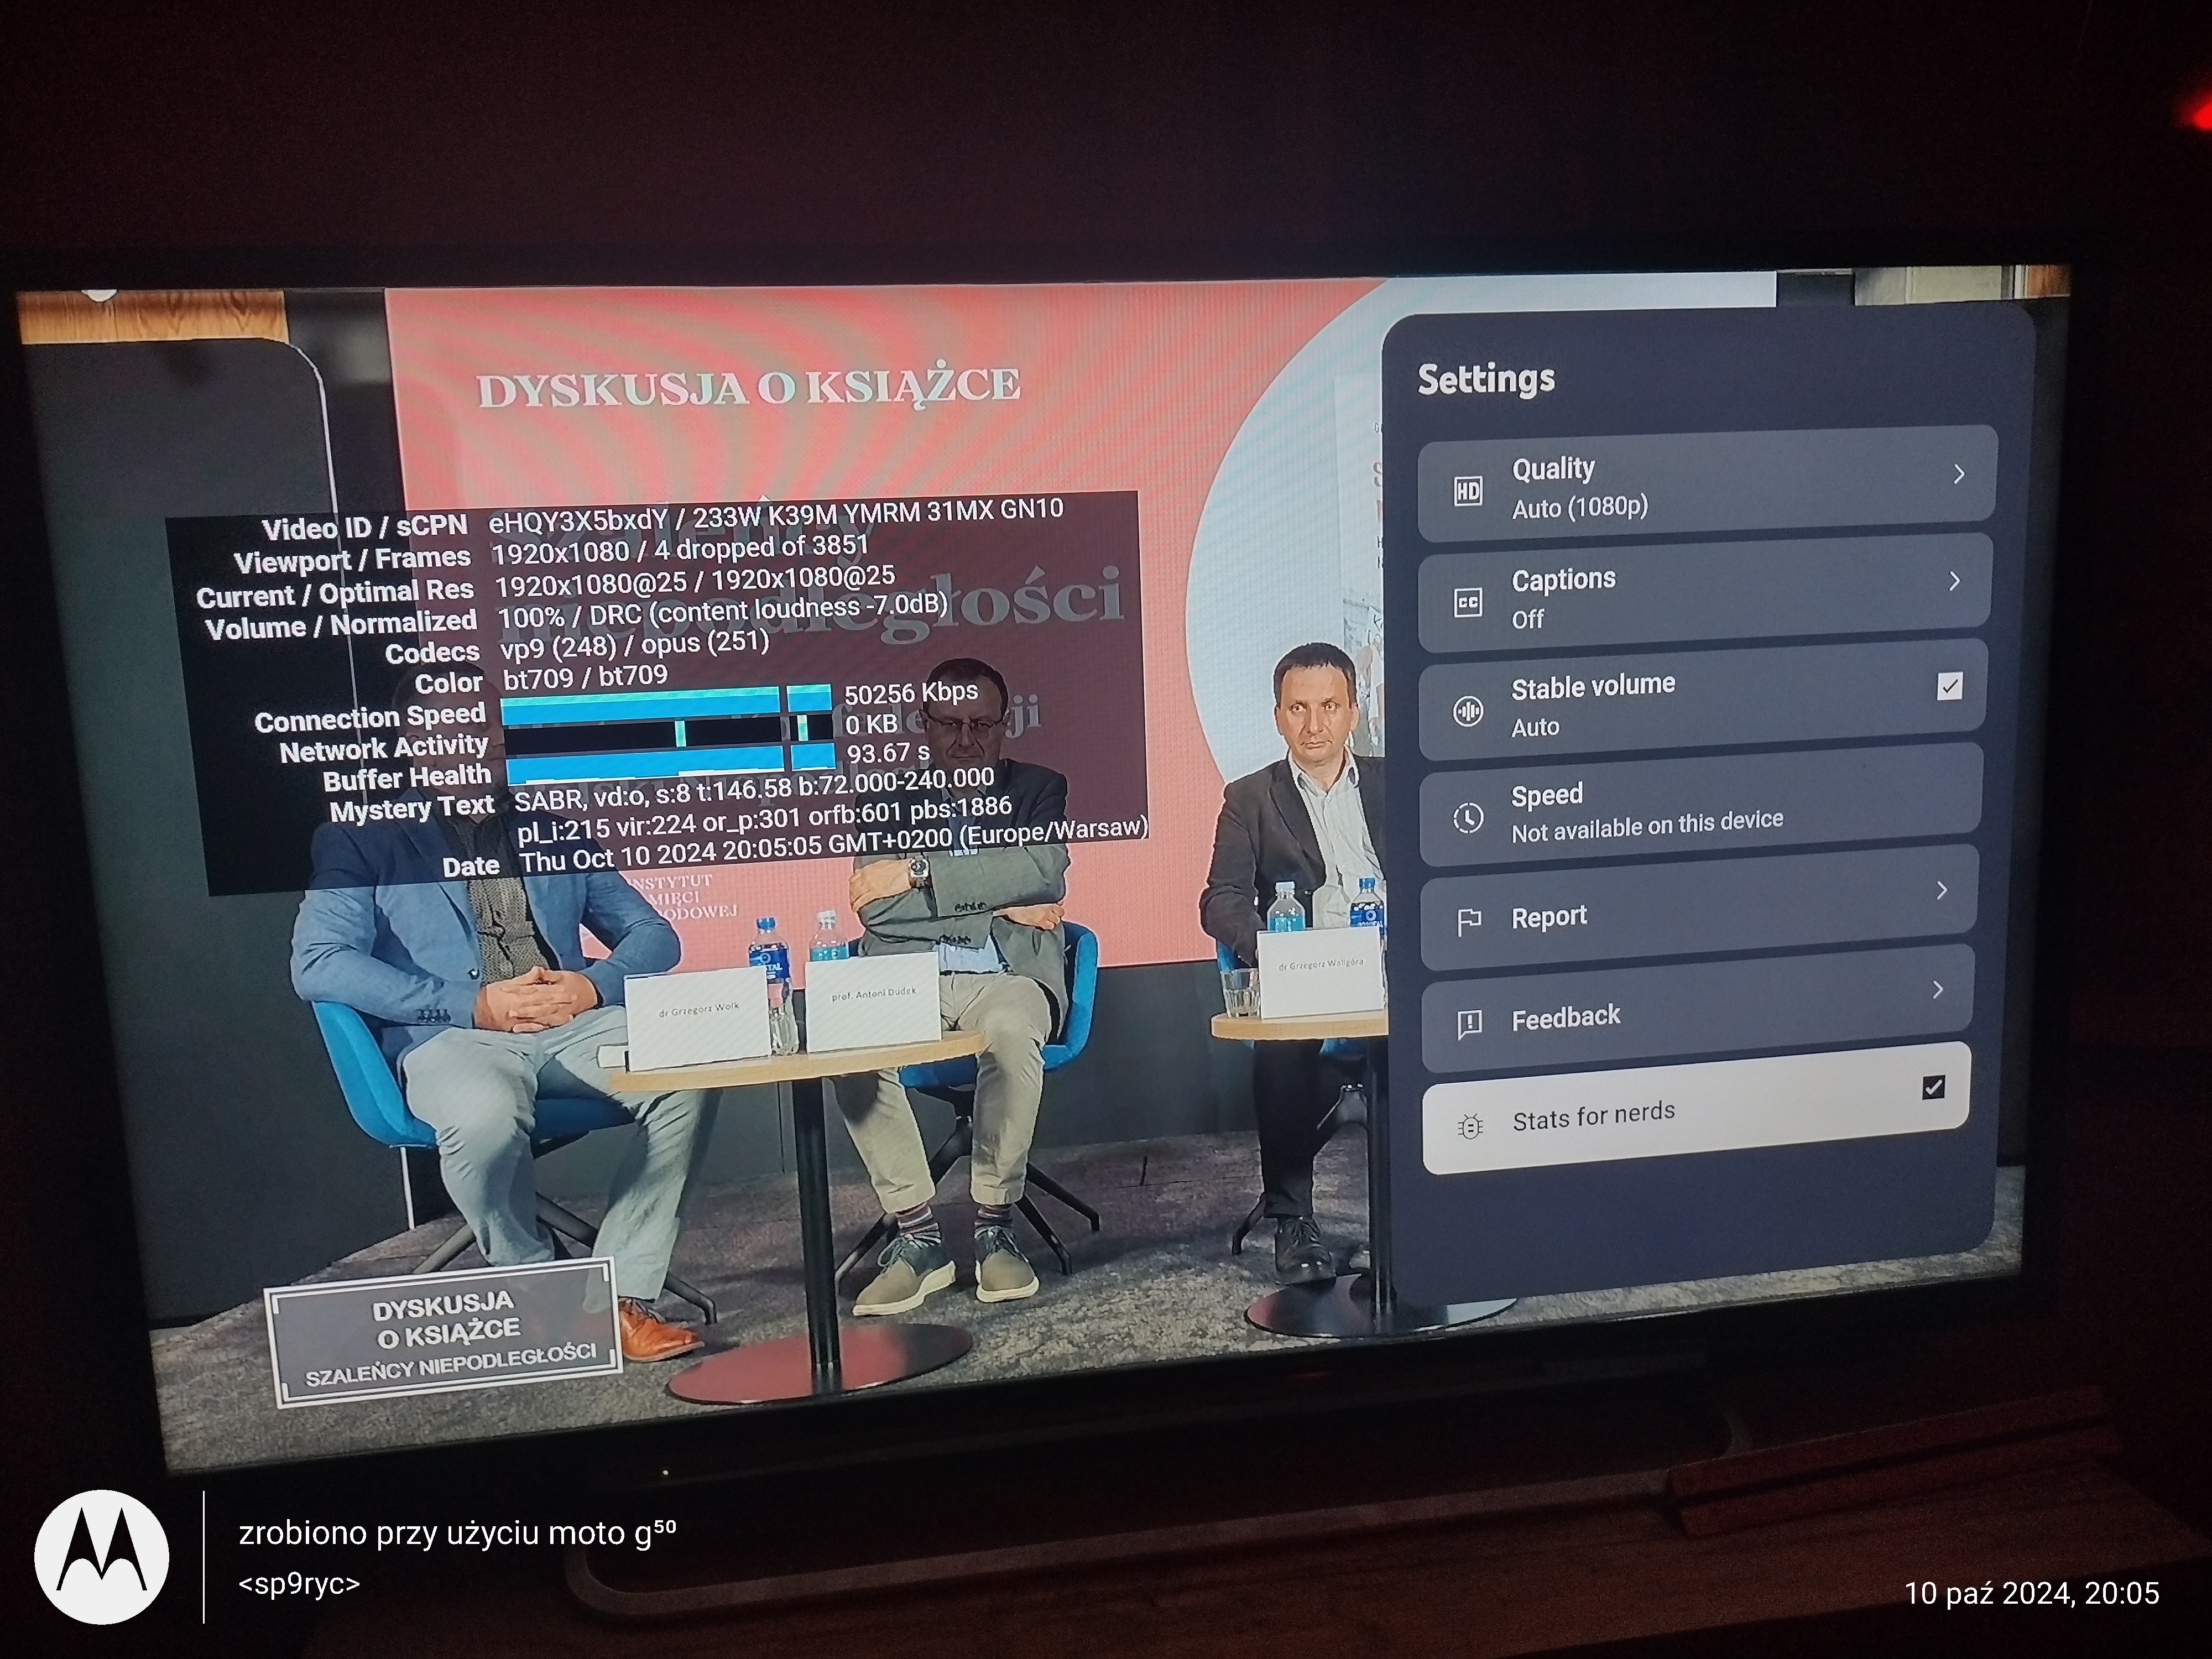 DYSKUSJA O KSIĄŻCE
Video ID / sCPN eHQY3X5bxdY / 233W K39M YMRM 31MX GN10
Viewport / Frames 1920x1080 / 4 dropped of 3851
Current / Optimal Res 1920x1080@25 / 1920x1080@25
Volume / Normalized 100% / DRC (content loudness -7.0dB)
Codecs vp9 (248) / opus (251)
Color bt709 / bt709
Connection Speed 50256 Kbps
Network Activity 0 KB
Buffer Health 93.67 s
Mystery Text SABR, vd:o, s:8 t:146.58 b:72.000-240.000
pl_i:215 vir:224 or_p:301 orfb:601 pbs:1886
Date Thu Oct 10 2024 20:05:05 GMT+0200 (Europe/Warsaw)
niepodległości
Settings
HD Quality
Auto (1080p)
CC Captions
Off
Stable volume
Auto
Speed
Not available on this device
Report
Feedback
Stats for nerds
NSTYTUT
MIĘCI
ODOWEJ
dr Grzegorz Wołk
prof. Antoni Dudek
dr Grzegorz Waligóra
DYSKUSJA
O KSIĄŻCE
SZALEŃCY NIEPODLEGŁOŚCI
zrobiono przy użyciu moto g⁵⁰
<sp9ryc>
10 paź 2024, 20:05